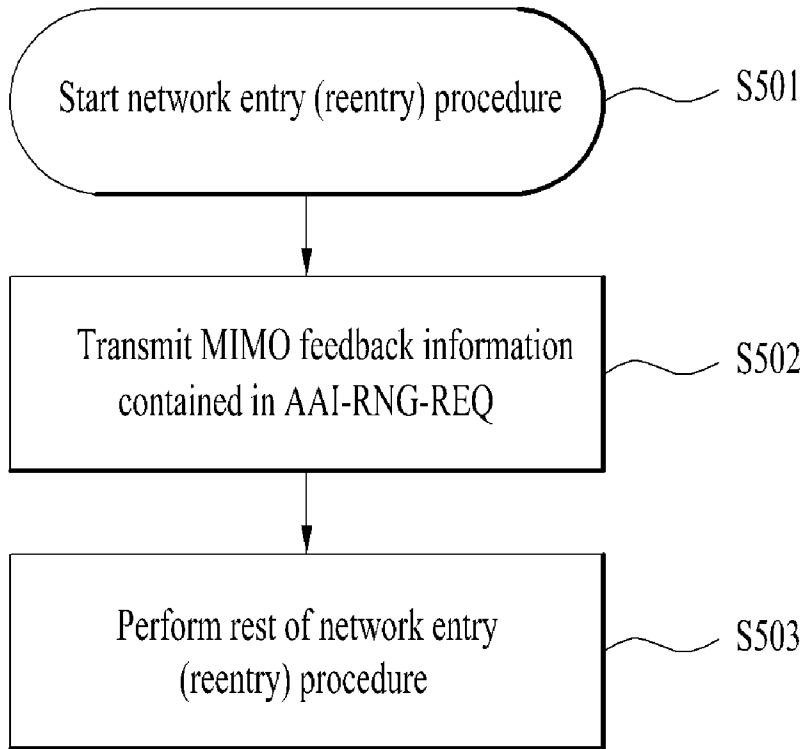 Start network entry (reentry) procedure
S501
Transmit MIMO feedback information
contained in AAI-RNG-REQ
S502
Perform rest of network entry
(reentry) procedure
S503